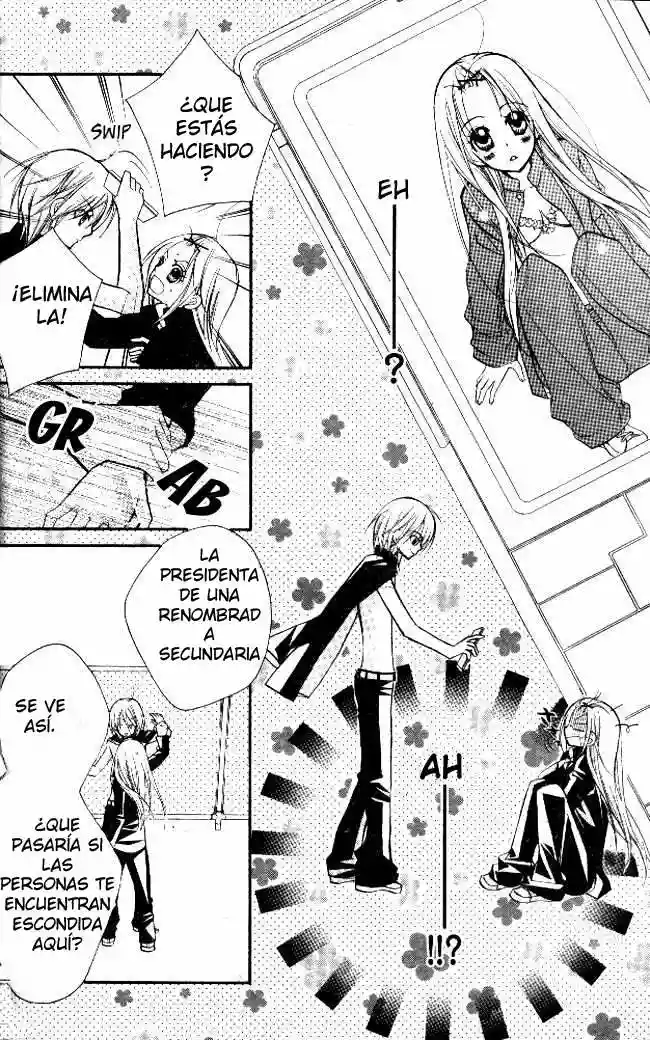 EH
?
AH
!!?
¿QUE
ESTÁS
HACIENDO
?
SWIP
¡ELIMINA
LA!
GR
AB
LA
PRESIDENTA
DE UNA
RENOMBRAD
A
SECUNDARIA
SE VE
ASÍ.
¿QUE
PASARÍA SI
LAS
PERSONAS TE
ENCUENTRAN
ESCONDIDA
AQUÍ?